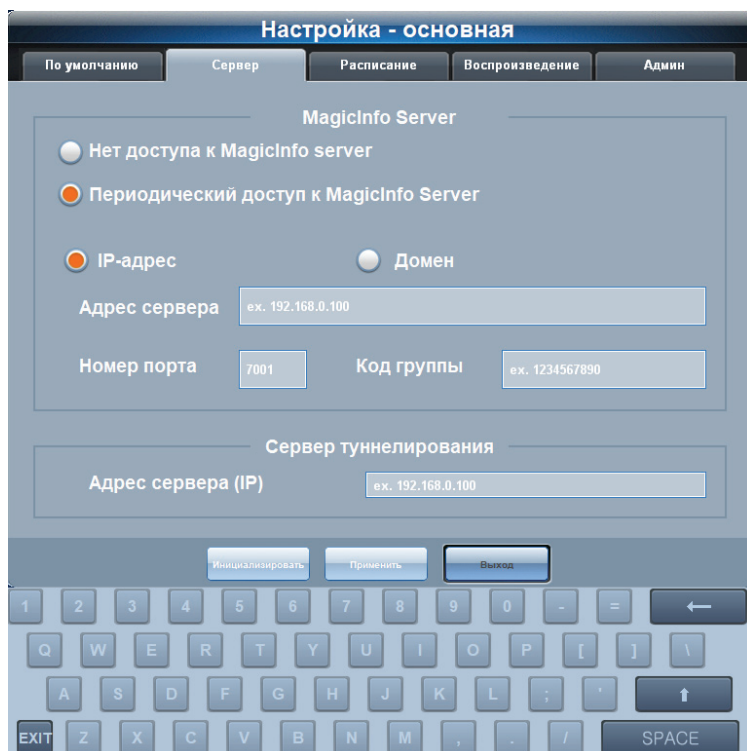 Настройка - основная
По умолчанию Сервер Расписание Воспроизведение Админ
MagicInfo Server
Нет доступа к MagicInfo server
Периодический доступ к MagicInfo Server
IP-адрес Домен
Адрес сервера ex. 192.168.0.100
Номер порта 7001 Код группы ex. 1234567890
Сервер туннелирования
Адрес сервера (IP) ex. 192.168.0.100
Инициализировать Применить Выход
1 2 3 4 5 6 7 8 9 0 - = ←
Q W E R T Y U I O P [ ] \
A S D F G H J K L ; ' ↑
EXIT Z X C V B N M , . / SPACE